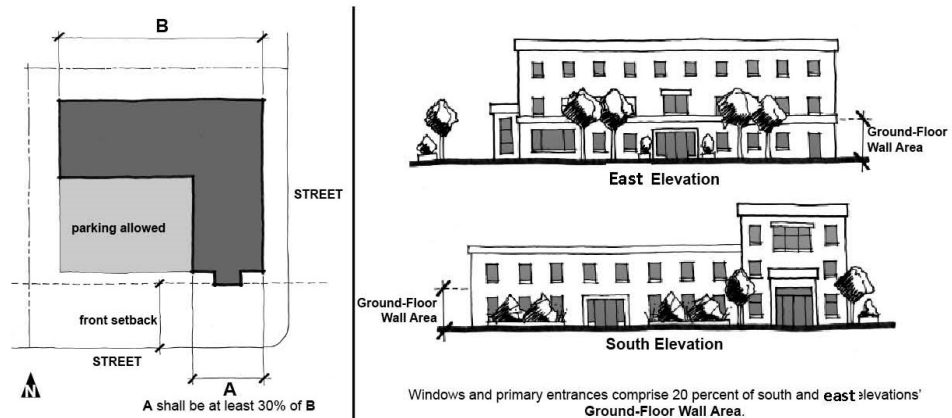 B
STREET
parking allowed
front setback
STREET
A
N
A shall be at least 30% of B
Ground-Floor
Wall Area
East Elevation
Ground-Floor
Wall Area
South Elevation
Windows and primary entrances comprise 20 percent of south and east elevations'
Ground-Floor Wall Area.